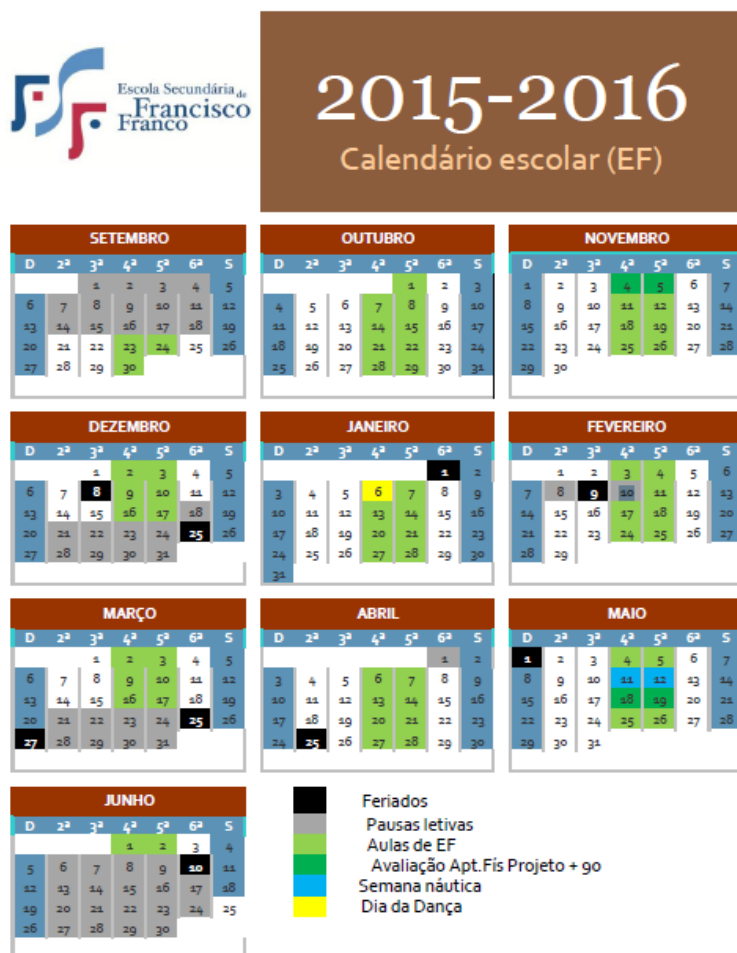 Escola Secundária de
Francisco
Franco
2015-2016
Calendário escolar (EF)
SETEMBRO
D 2ª 3ª 4ª 5ª 6ª S
1 2 3 4 5
6 7 8 9 10 11 12
13 14 15 16 17 18 19
20 21 22 23 24 25 26
27 28 29 30
OUTUBRO
D 2ª 3ª 4ª 5ª 6ª S
1 2 3
4 5 6 7 8 9 10
11 12 13 14 15 16 17
18 19 20 21 22 23 24
25 26 27 28 29 30 31
NOVEMBRO
D 2ª 3ª 4ª 5ª 6ª S
1 2 3 4 5 6 7
8 9 10 11 12 13 14
15 16 17 18 19 20 21
22 23 24 25 26 27 28
29 30
DEZEMBRO
D 2ª 3ª 4ª 5ª 6ª S
1 2 3 4 5
6 7 8 9 10 11 12
13 14 15 16 17 18 19
20 21 22 23 24 25 26
27 28 29 30 31
JANEIRO
D 2ª 3ª 4ª 5ª 6ª S
1 2
3 4 5 6 7 8 9
10 11 12 13 14 15 16
17 18 19 20 21 22 23
24 25 26 27 28 29 30
31
FEVEREIRO
D 2ª 3ª 4ª 5ª 6ª S
1 2 3 4 5 6
7 8 9 10 11 12 13
14 15 16 17 18 19 20
21 22 23 24 25 26 27
28 29
MARÇO
D 2ª 3ª 4ª 5ª 6ª S
1 2 3 4 5
6 7 8 9 10 11 12
13 14 15 16 17 18 19
20 21 22 23 24 25 26
27 28 29 30 31
ABRIL
D 2ª 3ª 4ª 5ª 6ª S
1 2
3 4 5 6 7 8 9
10 11 12 13 14 15 16
17 18 19 20 21 22 23
24 25 26 27 28 29 30
MAIO
D 2ª 3ª 4ª 5ª 6ª S
1 2 3 4 5 6 7
8 9 10 11 12 13 14
15 16 17 18 19 20 21
22 23 24 25 26 27 28
29 30 31
JUNHO
D 2ª 3ª 4ª 5ª 6ª S
1 2 3 4
5 6 7 8 9 10 11
12 13 14 15 16 17 18
19 20 21 22 23 24 25
26 27 28 29 30
Feriados
Pausas letivas
Aulas de EF
Avaliação Apt.Fís Projeto + 90
Semana náutica
Dia da Dança